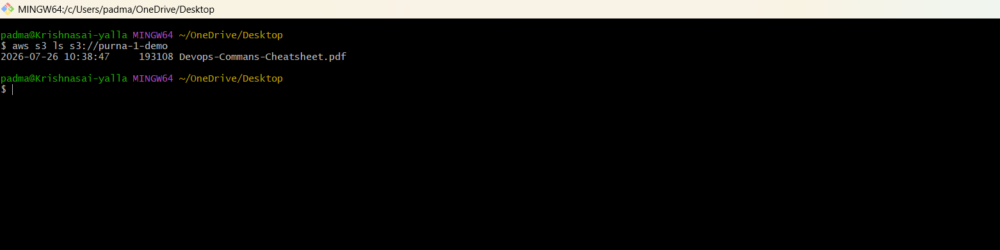 MINGW64:/c/Users/padma/OneDrive/Desktop
padma@Krishnasai-yalla MINGW64 ~/OneDrive/Desktop
$ aws s3 ls s3://purna-1-demo
2026-07-26 10:38:47     193108 Devops-Commans-Cheatsheet.pdf
padma@Krishnasai-yalla MINGW64 ~/OneDrive/Desktop
$